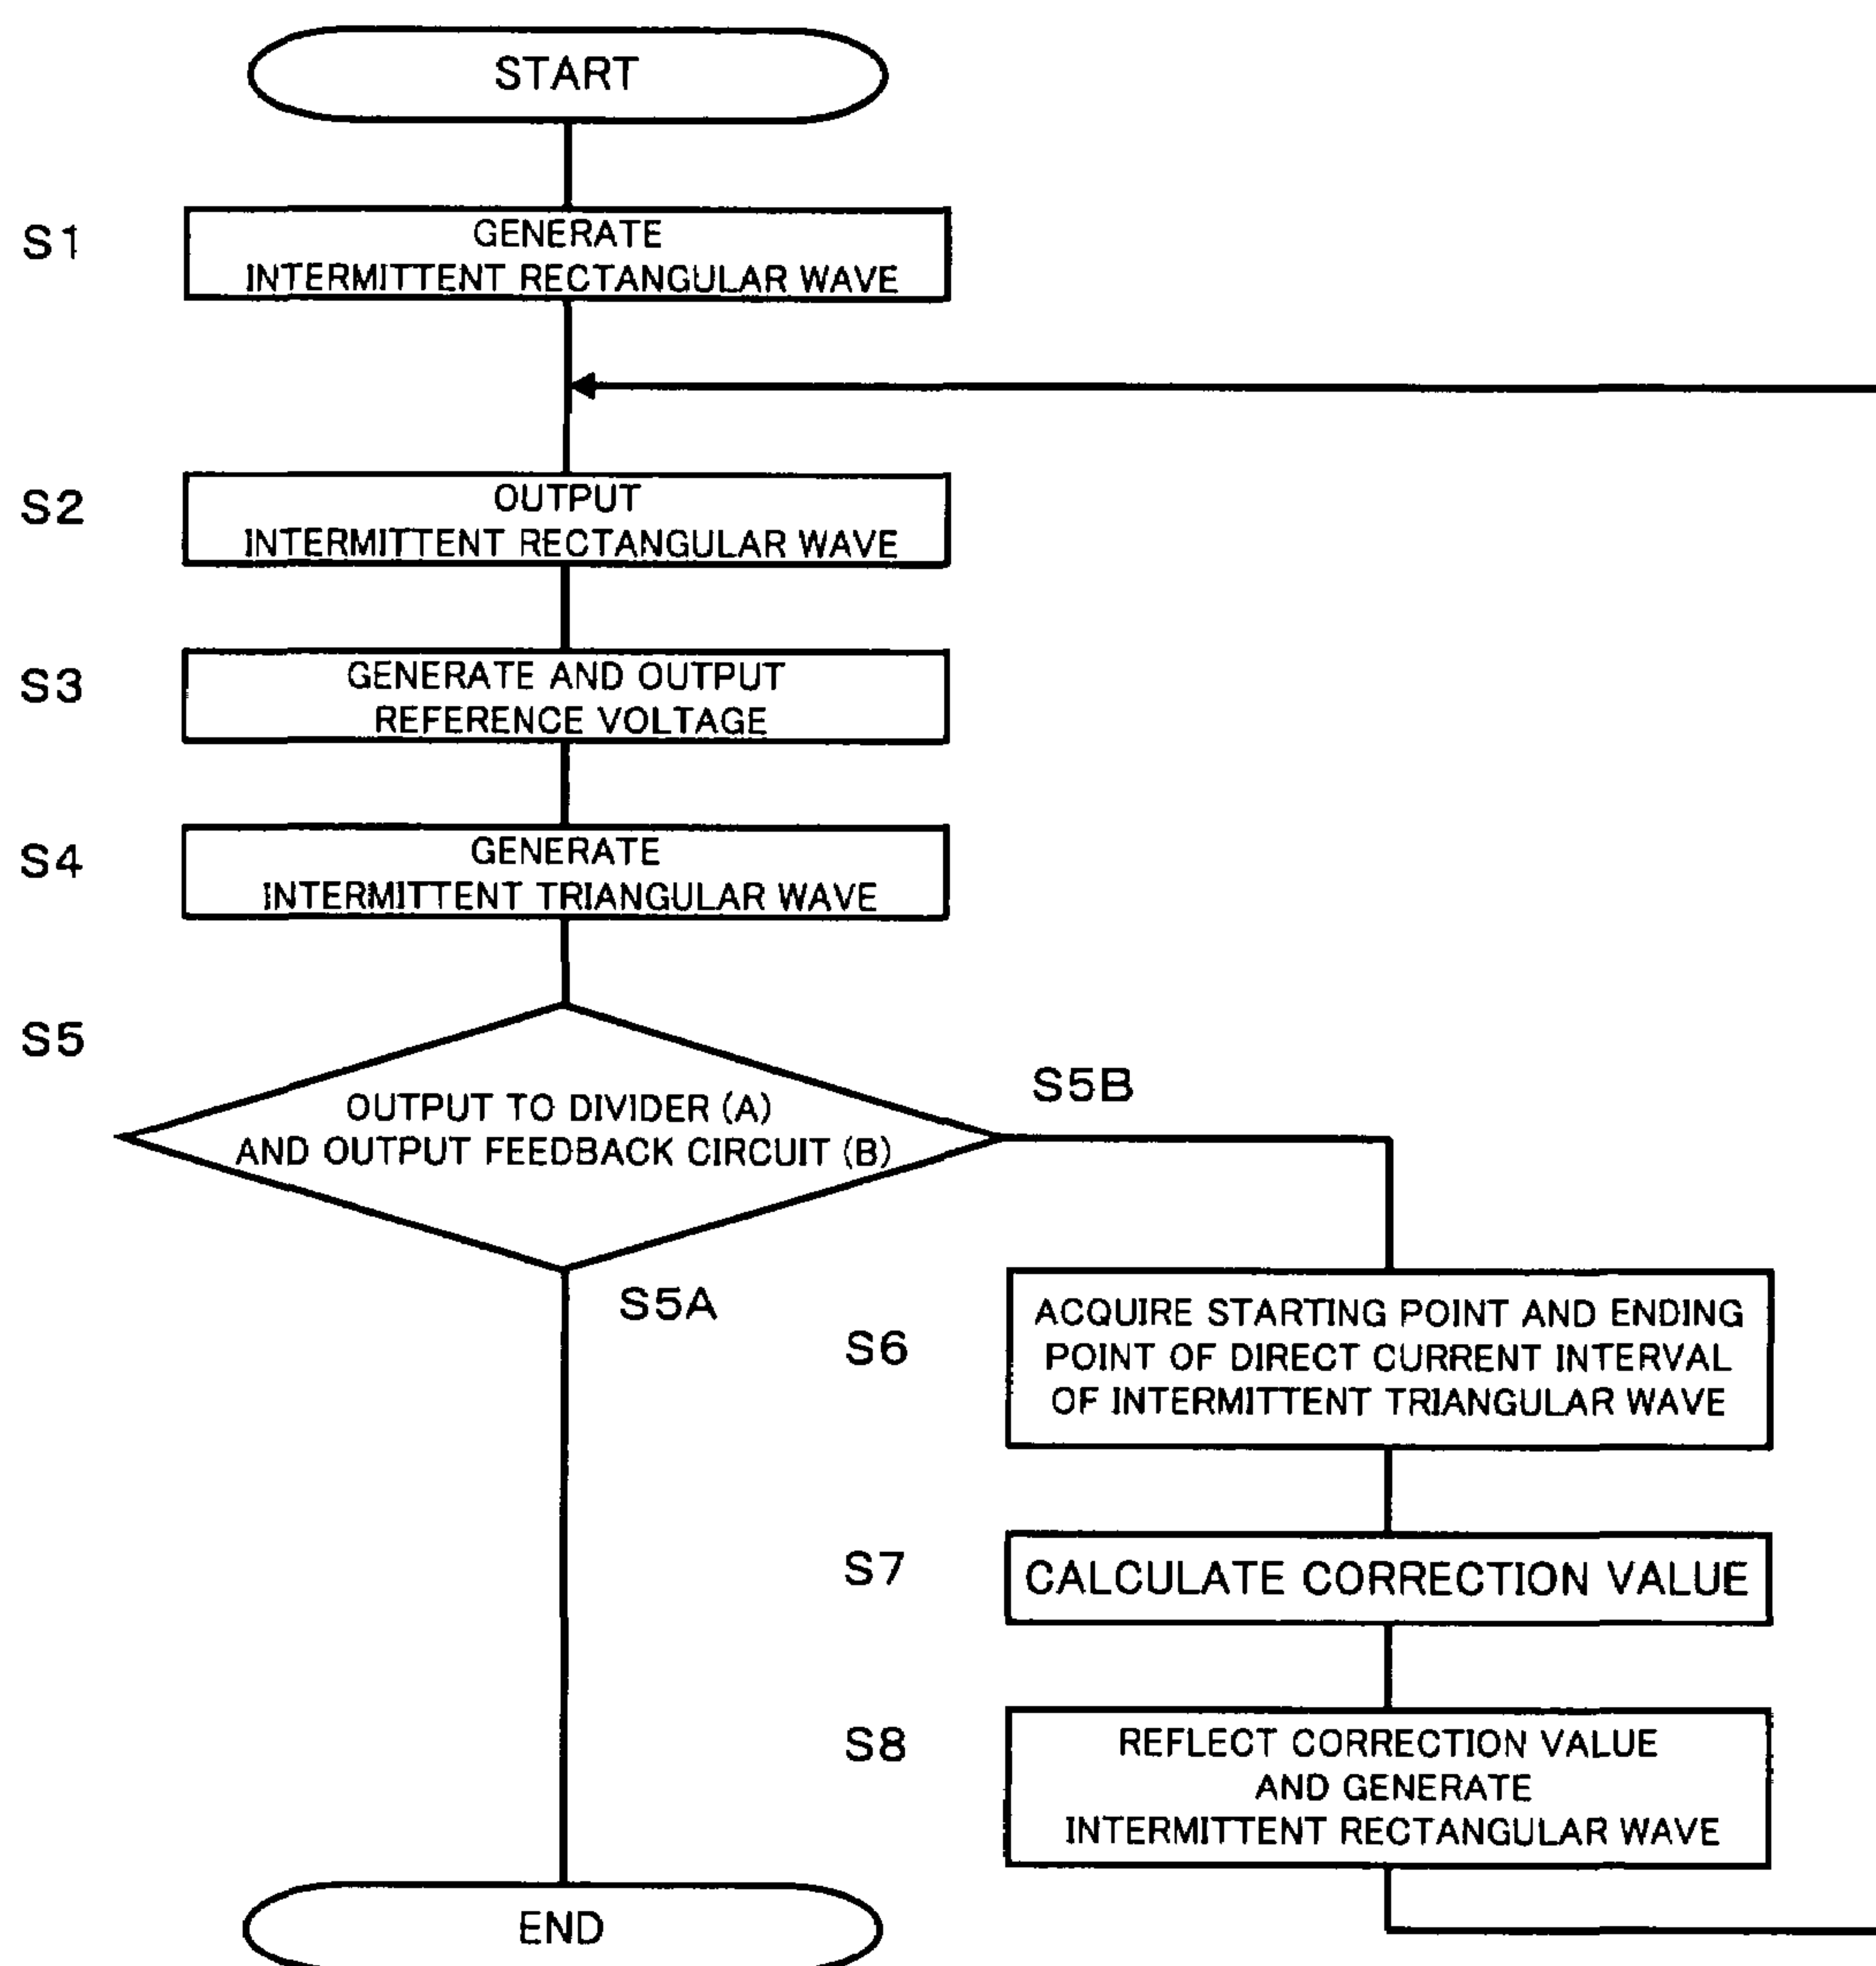 START
S1
GENERATE
INTERMITTENT RECTANGULAR WAVE
S2
OUTPUT
INTERMITTENT RECTANGULAR WAVE
S3
GENERATE AND OUTPUT
REFERENCE VOLTAGE
S4
GENERATE
INTERMITTENT TRIANGULAR WAVE
S5
OUTPUT TO DIVIDER (A)
AND OUTPUT FEEDBACK CIRCUIT (B)
S5B
S5A
S6
ACQUIRE STARTING POINT AND ENDING
POINT OF DIRECT CURRENT INTERVAL
OF INTERMITTENT TRIANGULAR WAVE
S7
CALCULATE CORRECTION VALUE
S8
REFLECT CORRECTION VALUE
AND GENERATE
INTERMITTENT RECTANGULAR WAVE
END